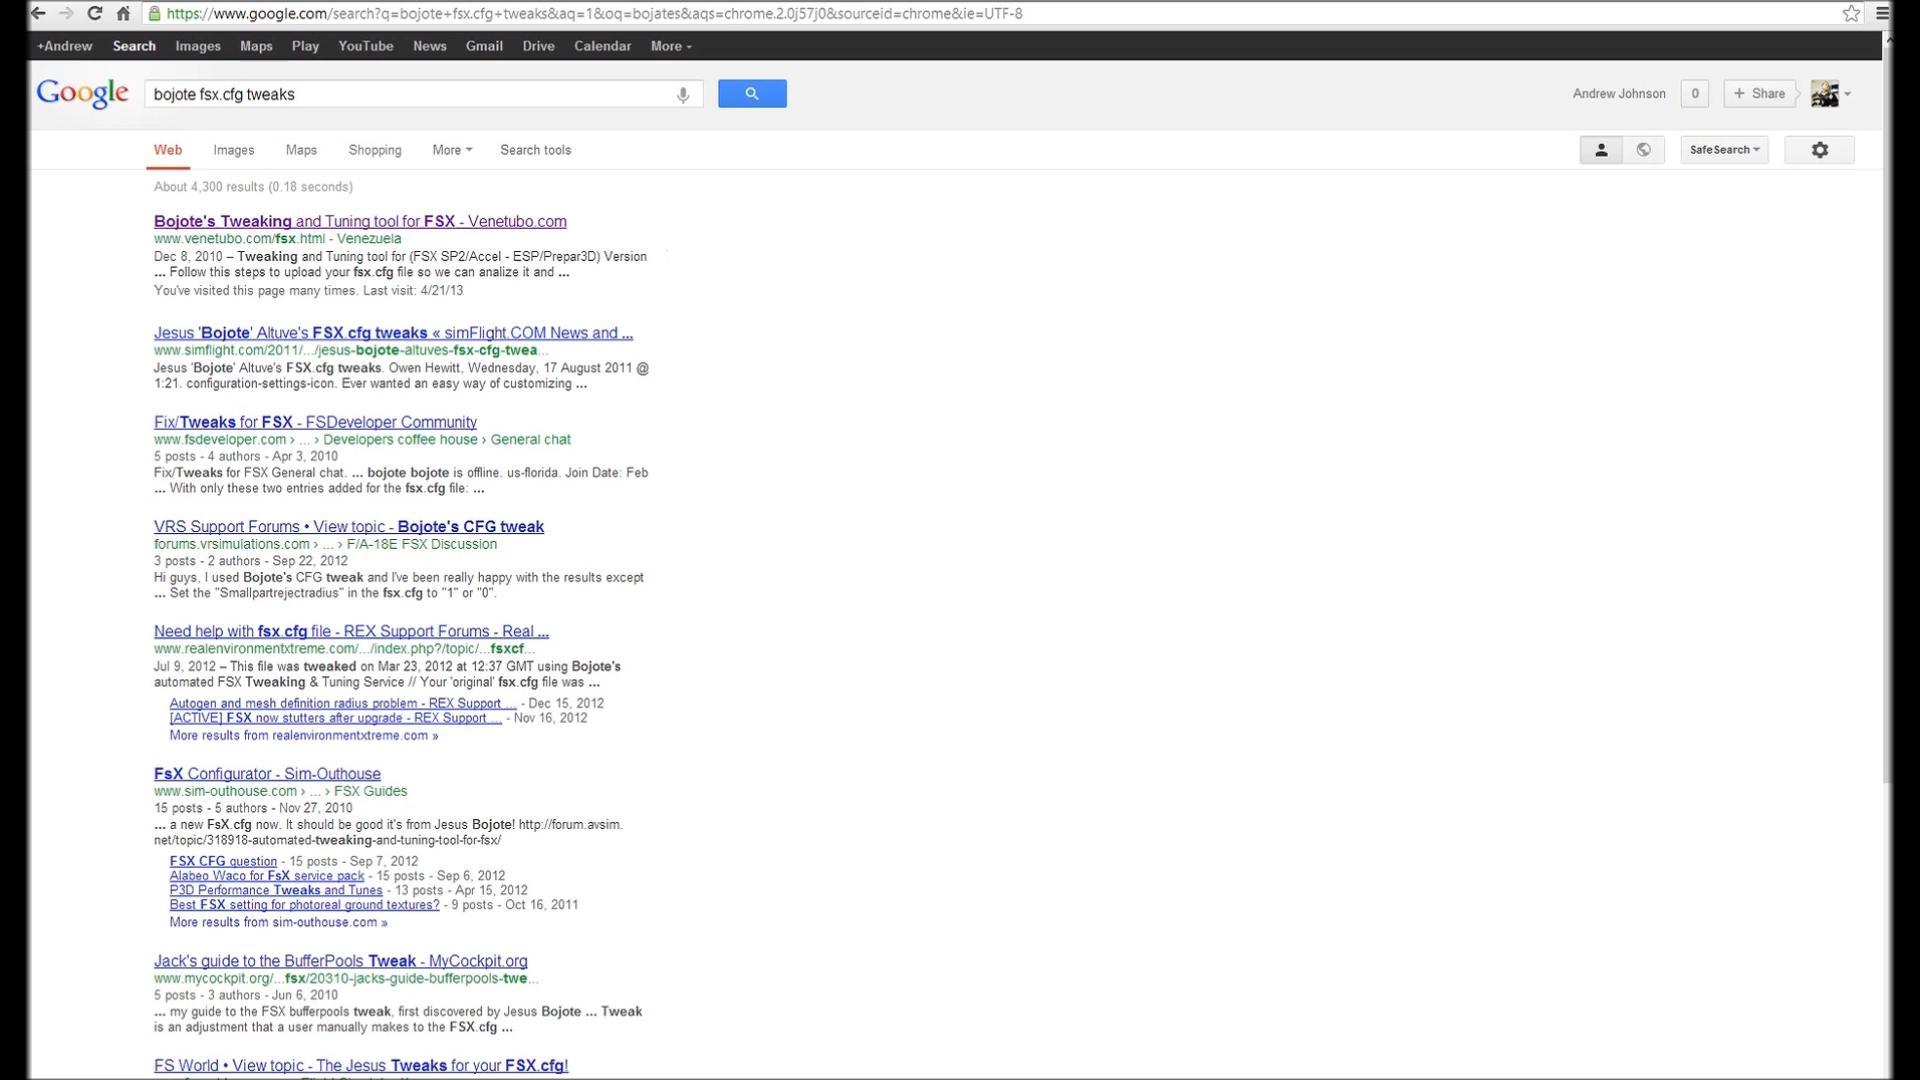 https://www.google.com/search?q=bojote+fsx.cfg+tweaks&aq=1&oq=bojates&aqs=chrome.2.0j57j0&sourceid=chrome&ie=UTF-8
+Andrew Search Images Maps Play YouTube News Gmail Drive Calendar More
Google bojote fsx.cfg tweaks Andrew Johnson 0 + Share
Web Images Maps Shopping More Search tools SafeSearch
About 4,300 results (0.18 seconds)
Bojote's Tweaking and Tuning tool for FSX - Venetubo.com
www.venetubo.com/fsx.html - Venezuela
Dec 8, 2010 – Tweaking and Tuning tool for (FSX SP2/Accel - ESP/Prepar3D) Version
... Follow this steps to upload your fsx.cfg file so we can analize it and ...
You've visited this page many times. Last visit: 4/21/13
Jesus 'Bojote' Altuve's FSX.cfg tweaks « simFlight.COM News and ...
www.simflight.com/2011/.../jesus-bojote-altuves-fsx-cfg-twea...
Jesus 'Bojote' Altuve's FSX.cfg tweaks. Owen Hewitt, Wednesday, 17 August 2011 @
1:21. configuration-settings-icon. Ever wanted an easy way of customizing ...
Fix/Tweaks for FSX - FSDeveloper Community
www.fsdeveloper.com › ... › Developers coffee house › General chat
5 posts - 4 authors - Apr 3, 2010
Fix/Tweaks for FSX General chat. ... bojote bojote is offline. us-florida. Join Date: Feb
... With only these two entries added for the fsx.cfg file: ...
VRS Support Forums • View topic - Bojote's CFG tweak
forums.vrsimulations.com › ... › F/A-18E FSX Discussion
3 posts - 2 authors - Sep 22, 2012
Hi guys, I used Bojote's CFG tweak and I've been really happy with the results except
... Set the "Smallpartrejectradius" in the fsx.cfg to "1" or "0".
Need help with fsx.cfg file - REX Support Forums - Real ...
www.realenvironmentxtreme.com/.../index.php?/topic/...fsxcf...
Jul 9, 2012 – This file was tweaked on Mar 23, 2012 at 12:37 GMT using Bojote's
automated FSX Tweaking & Tuning Service // Your 'original' fsx.cfg file was ...
Autogen and mesh definition radius problem - REX Support ... - Dec 15, 2012
[ACTIVE] FSX now stutters after upgrade - REX Support ... - Nov 16, 2012
More results from realenvironmentxtreme.com »
FsX Configurator - Sim-Outhouse
www.sim-outhouse.com › ... › FSX Guides
15 posts - 5 authors - Nov 27, 2010
... a new FsX.cfg now. It should be good it's from Jesus Bojote! http://forum.avsim.
net/topic/318918-automated-tweaking-and-tuning-tool-for-fsx/
FSX CFG question - 15 posts - Sep 7, 2012
Alabeo Waco for FsX service pack - 15 posts - Sep 6, 2012
P3D Performance Tweaks and Tunes - 13 posts - Apr 15, 2012
Best FSX setting for photoreal ground textures? - 9 posts - Oct 16, 2011
More results from sim-outhouse.com »
Jack's guide to the BufferPools Tweak - MyCockpit.org
www.mycockpit.org/...fsx/20310-jacks-guide-bufferpools-twe...
5 posts - 3 authors - Jun 6, 2010
... my guide to the FSX bufferpools tweak, first discovered by Jesus Bojote ... Tweak
is an adjustment that a user manually makes to the FSX.cfg ...
FS World • View topic - The Jesus Tweaks for your FSX.cfg!